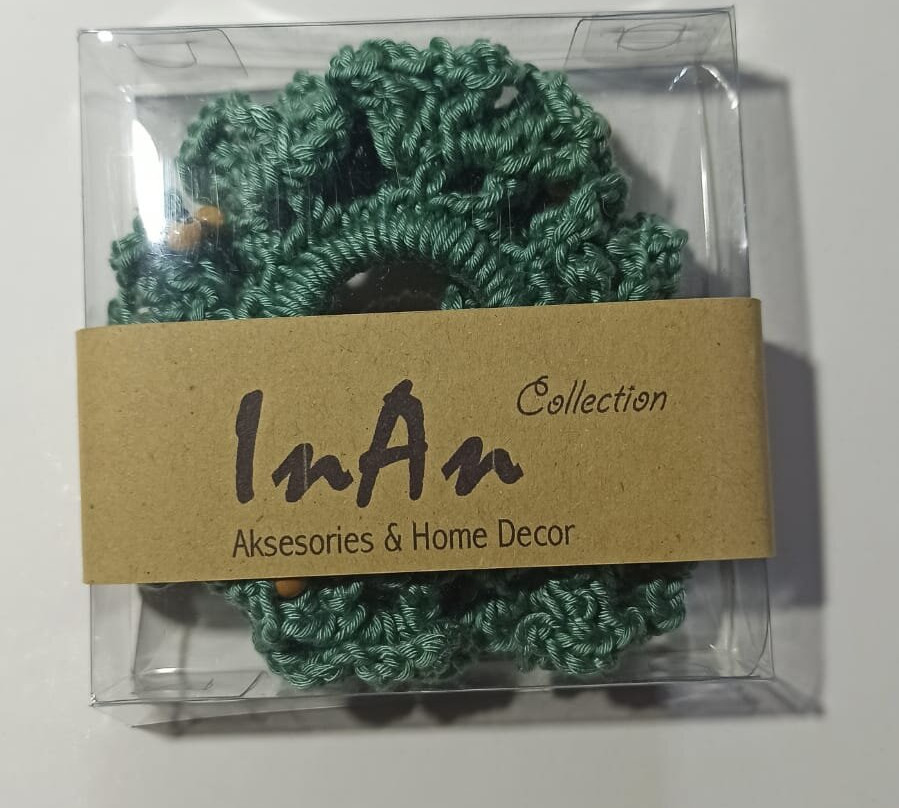 InAn Collection
Aksesories & Home Decor